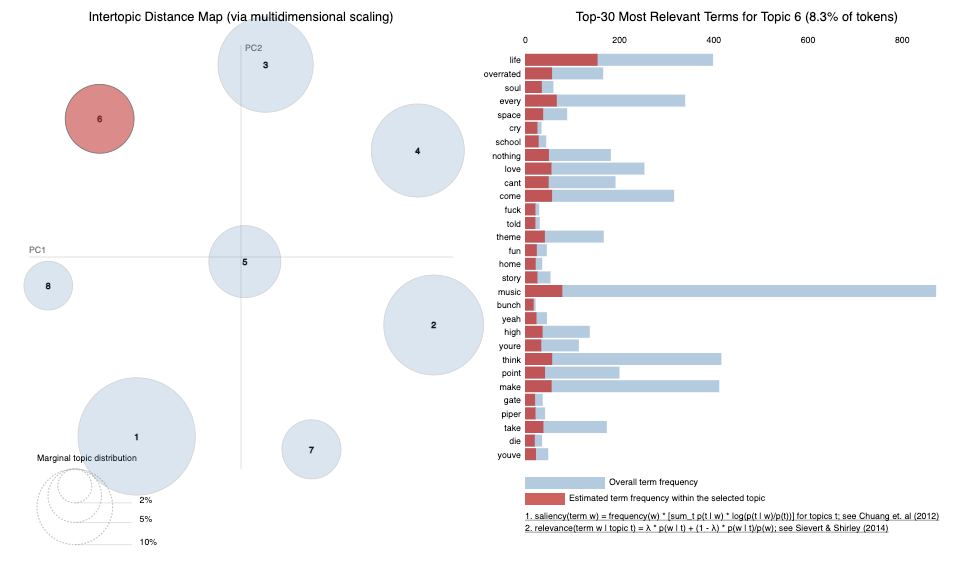 Intertopic Distance Map (via multidimensional scaling)
PC2
PC1
3
6
4
5
8
2
1
7
Marginal topic distribution
2%
5%
10%
Top-30 Most Relevant Terms for Topic 6 (8.3% of tokens)
0 200 400 600 800
life
overrated
soul
every
space
cry
school
nothing
love
cant
come
fuck
told
theme
fun
home
story
music
bunch
yeah
high
youre
think
point
make
gate
piper
take
die
youve
Overall term frequency
Estimated term frequency within the selected topic
1. saliency(term w) = frequency(w) * [sum_t p(t | w) * log(p(t | w)/p(t))] for topics t; see Chuang et. al (2012)
2. relevance(term w | topic t) = λ * p(w | t) + (1 - λ) * p(w | t)/p(w); see Sievert & Shirley (2014)